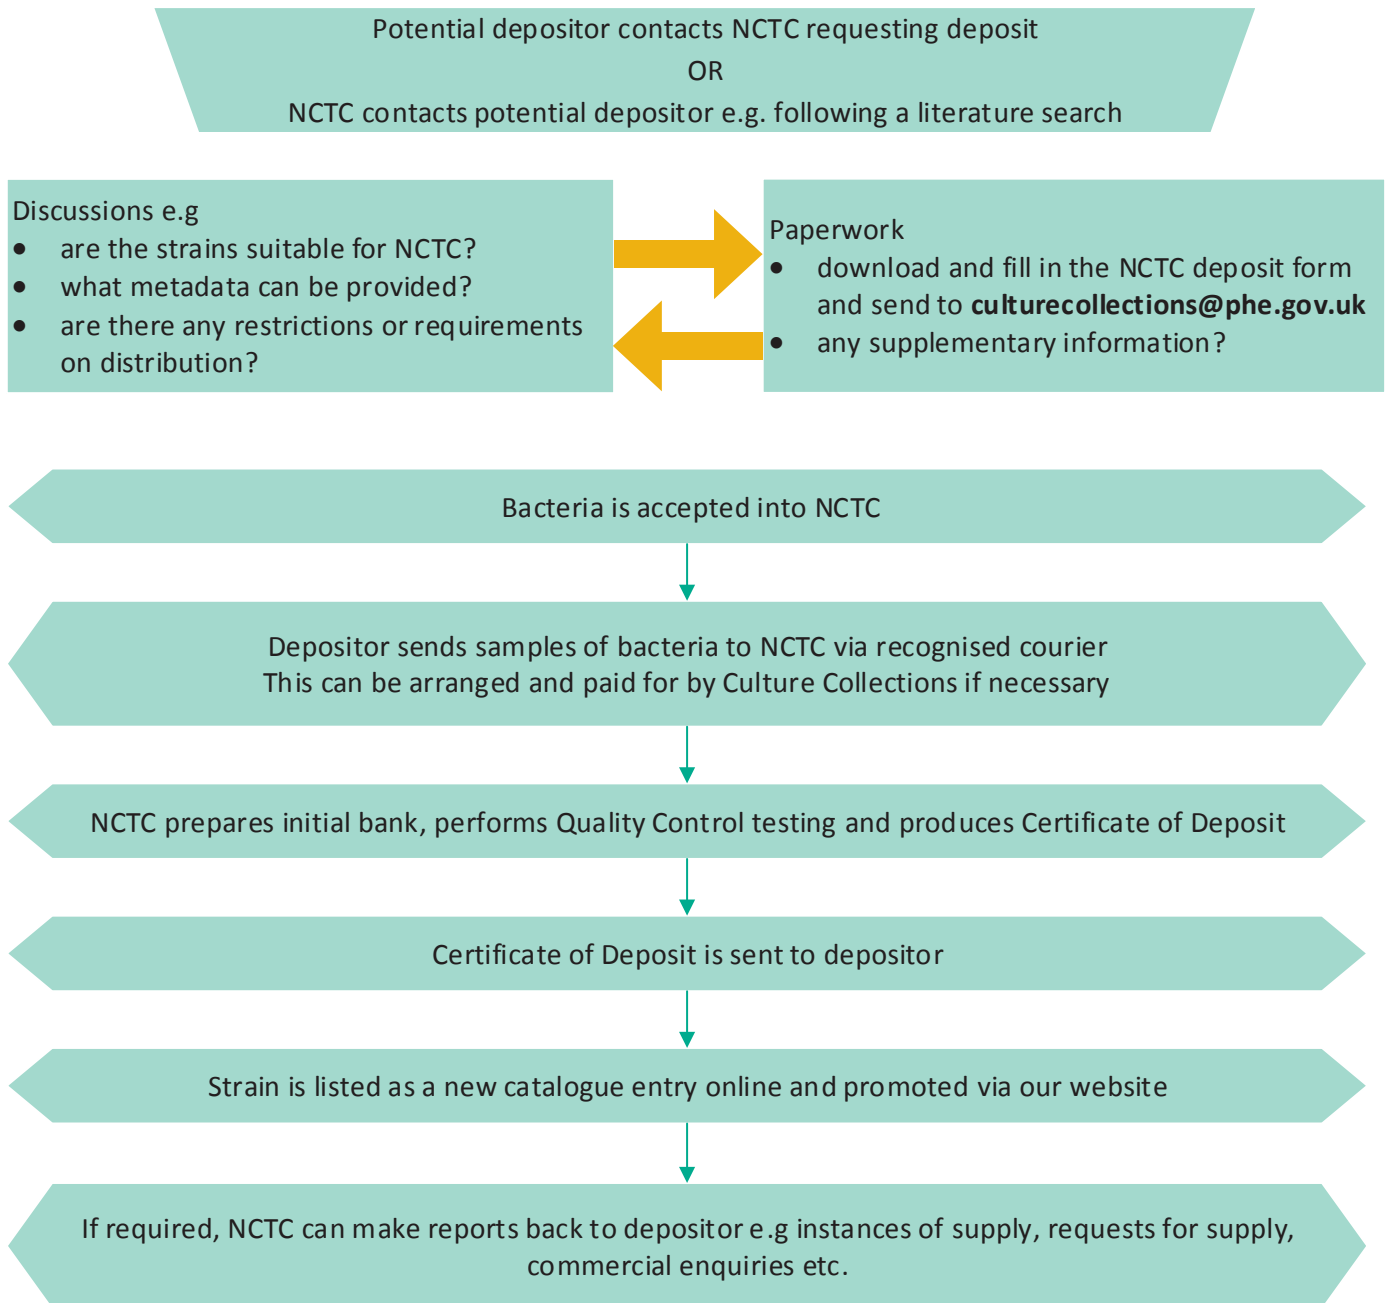 Potential depositor contacts NCTC requesting deposit
OR
NCTC contacts potential depositor e.g. following a literature search
Discussions e.g
• are the strains suitable for NCTC?
• what metadata can be provided?
• are there any restrictions or requirements
on distribution?
Paperwork
• download and fill in the NCTC deposit form
and send to culturecollections@phe.gov.uk
• any supplementary information?
Bacteria is accepted into NCTC
Depositor sends samples of bacteria to NCTC via recognised courier
This can be arranged and paid for by Culture Collections if necessary
NCTC prepares initial bank, performs Quality Control testing and produces Certificate of Deposit
Certificate of Deposit is sent to depositor
Strain is listed as a new catalogue entry online and promoted via our website
If required, NCTC can make reports back to depositor e.g instances of supply, requests for supply,
commercial enquiries etc.